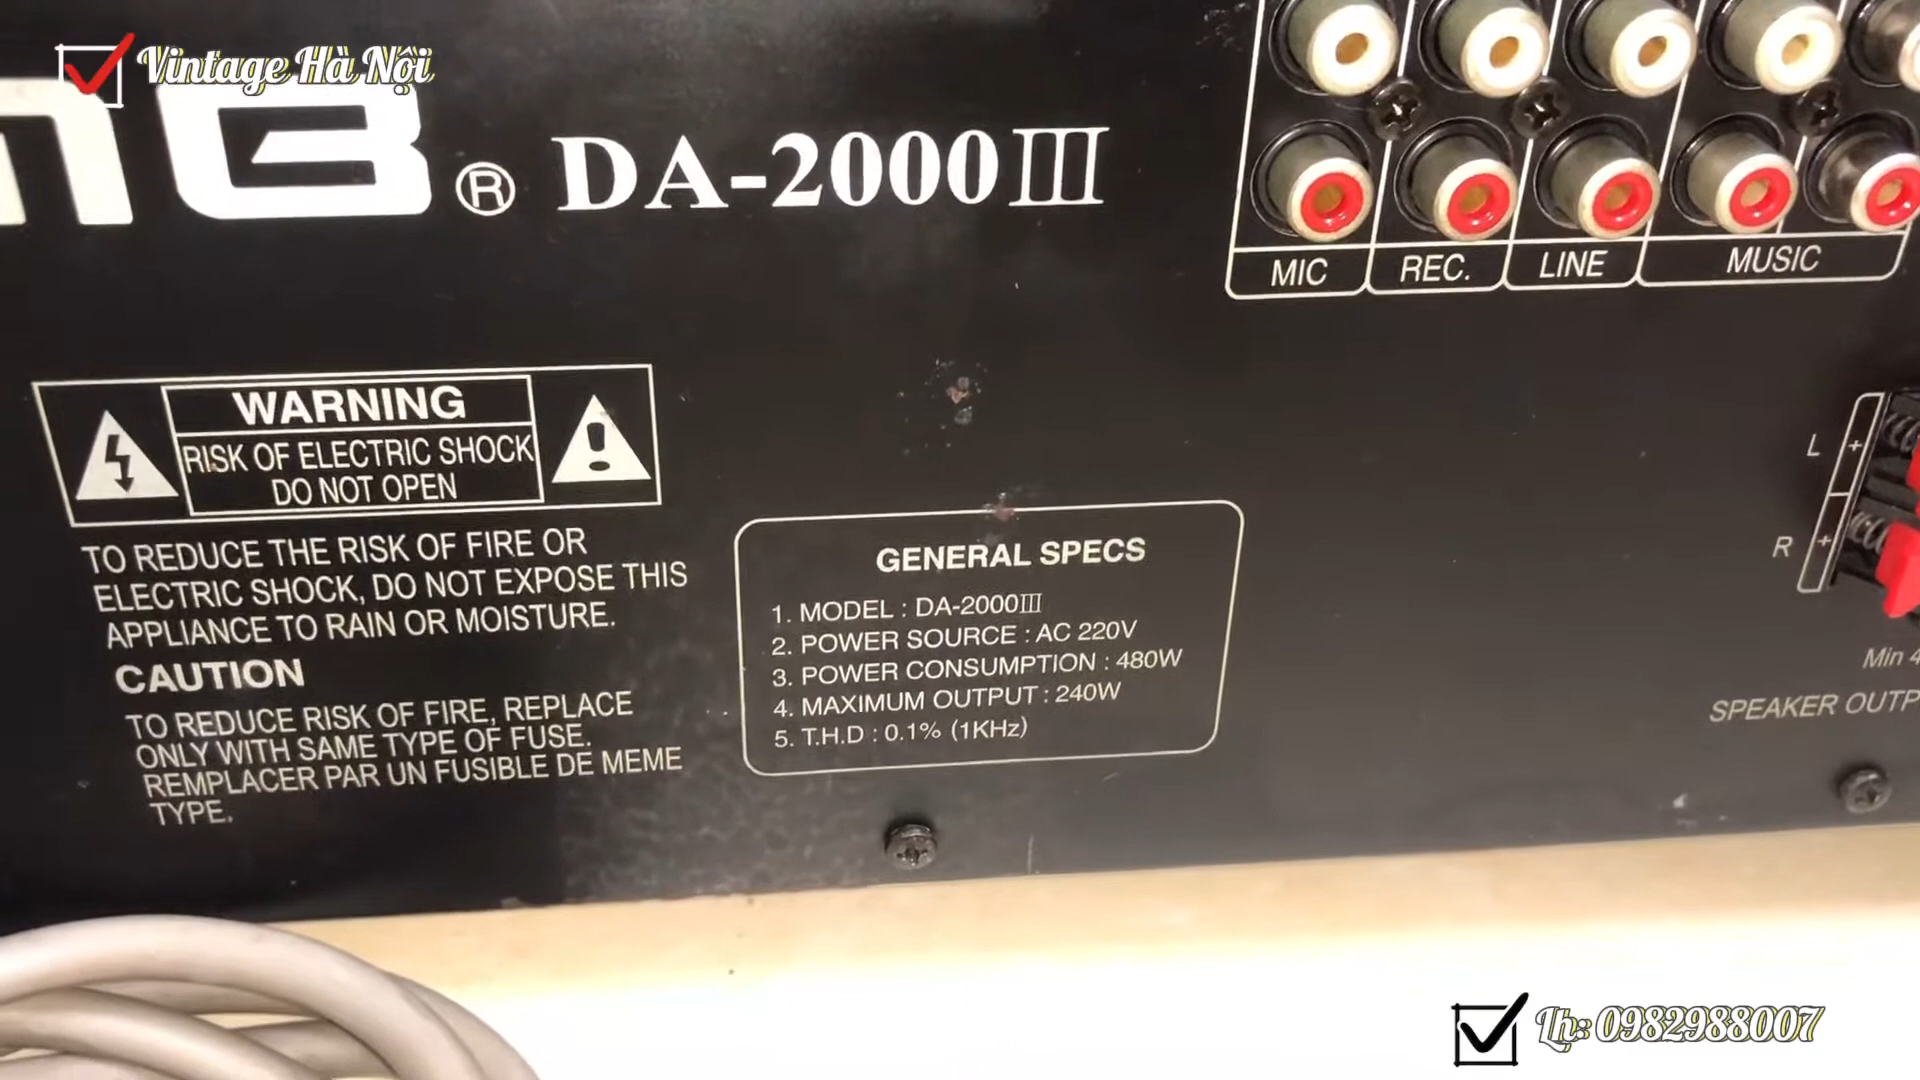 Vintage Hà Nội
® DA-2000III
MIC REC. LINE MUSIC
WARNING
RISK OF ELECTRIC SHOCK
DO NOT OPEN
TO REDUCE THE RISK OF FIRE OR
ELECTRIC SHOCK, DO NOT EXPOSE THIS
APPLIANCE TO RAIN OR MOISTURE.
CAUTION
TO REDUCE RISK OF FIRE, REPLACE
ONLY WITH SAME TYPE OF FUSE.
REMPLACER PAR UN FUSIBLE DE MEME
TYPE.
GENERAL SPECS
1. MODEL : DA-2000III
2. POWER SOURCE : AC 220V
3. POWER CONSUMPTION : 480W
4. MAXIMUM OUTPUT : 240W
5. T.H.D : 0.1% (1KHz)
L +
R +
Min 4
SPEAKER OUTP
Lh: 0982988007